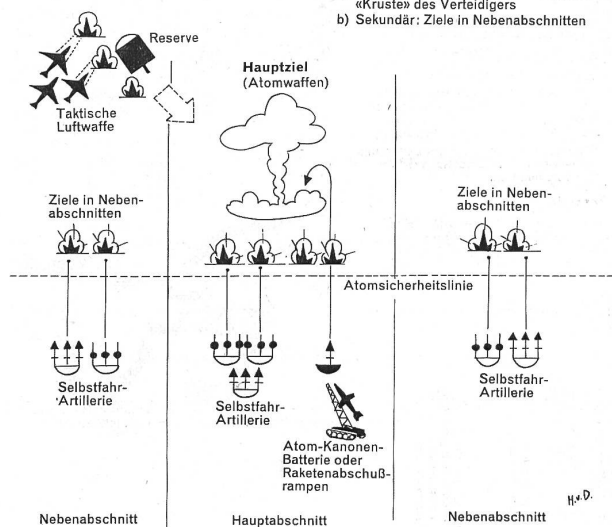 «Kruste» des Verteidigers
b) Sekundär: Ziele in Nebenabschnitten
Reserve
Taktische
Luftwaffe
Hauptziel
(Atomwaffen)
Ziele in Neben-
abschnitten
Ziele in Neben-
abschnitten
Atomsicherheitslinie
Selbstfahr-
Artillerie
Selbstfahr-
Artillerie
Atom-Kanonen-
Batterie oder
Raketenabschuß-
rampen
Selbstfahr-
Artillerie
H.v.D.
Nebenabschnitt
Hauptabschnitt
Nebenabschnitt